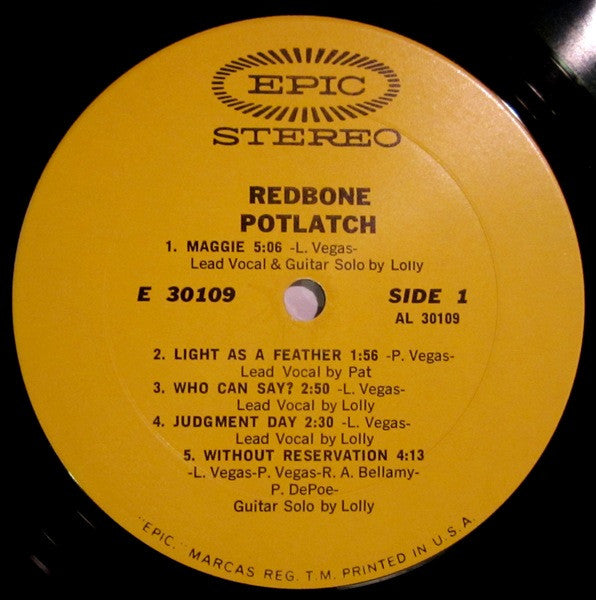 EPIC
STEREO
REDBONE
POTLATCH
1. MAGGIE 5:06 -L. Vegas-
Lead Vocal & Guitar Solo by Lolly
E 30109
SIDE 1
AL 30109
2. LIGHT AS A FEATHER 1:56 -P. Vegas-
Lead Vocal by Pat
3. WHO CAN SAY? 2:50 -L. Vegas-
Lead Vocal by Lolly
4. JUDGMENT DAY 2:30 -L. Vegas-
Lead Vocal by Lolly
5. WITHOUT RESERVATION 4:13
-L. Vegas-P. Vegas-R. A. Bellamy-
P. DePoe-
Guitar Solo by Lolly
"EPIC," MARCAS REG. T.M. PRINTED IN U.S.A.